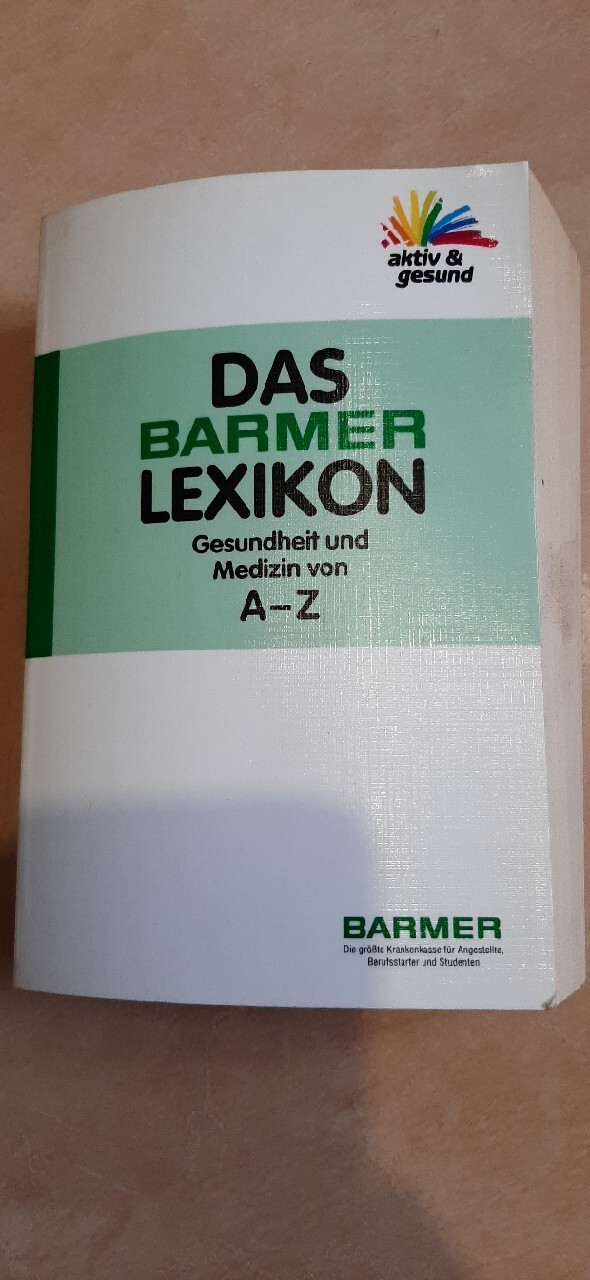 aktiv &
gesund
DAS
BARMER
LEXIKON
Gesundheit und
Medizin von
A–Z
BARMER
Die größte Krankenkasse für Angestellte,
Berufsstarter und Studenten